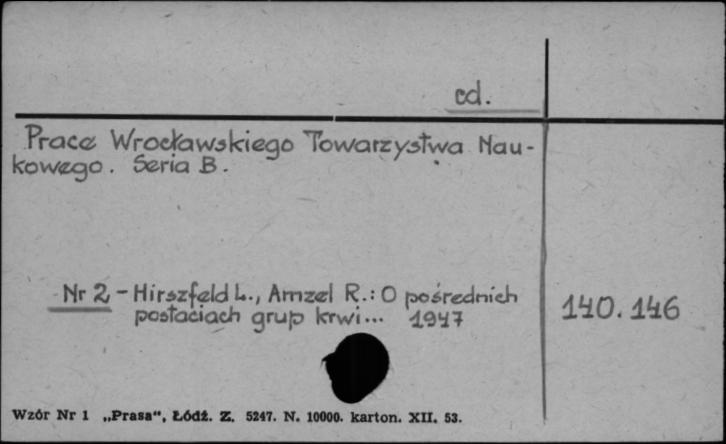 cd.
Prace Wrocławskiego Towarzystwa Nau-
kowego. Seria B.
Nr 2 - Hirszfeld L., Amzel R.: O pośrednich
postaciach grup krwi... 1947
140.146
Wzór Nr 1 „Prasa“, Łódź. Z. 5247. N. 10000. karton. XII. 53.